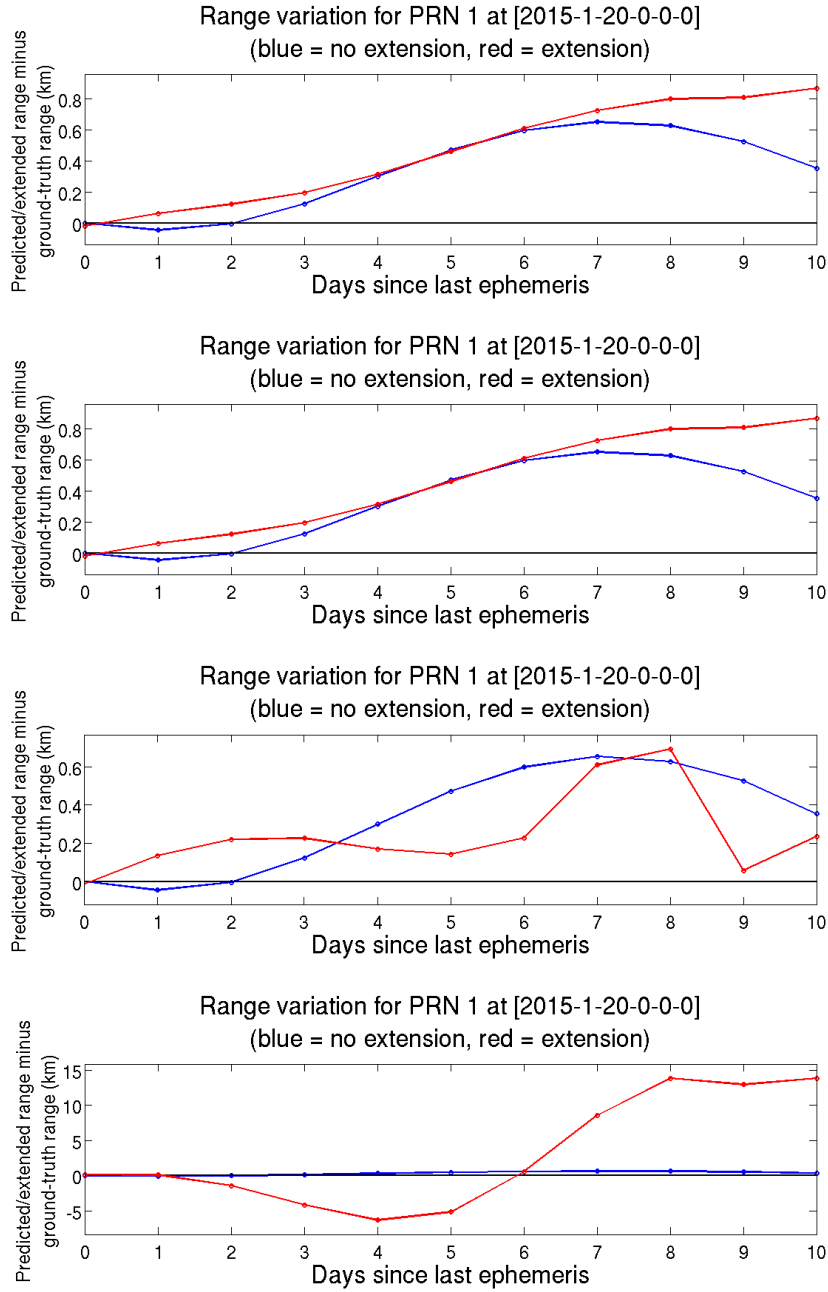 Range variation for PRN 1 at [2015-1-20-0-0-0]
(blue = no extension, red = extension)
Predicted/extended range minus
ground-truth range (km)
0.8
0.6
0.4
0.2
0
0 1 2 3 4 5 6 7 8 9 10
Days since last ephemeris
Range variation for PRN 1 at [2015-1-20-0-0-0]
(blue = no extension, red = extension)
Predicted/extended range minus
ground-truth range (km)
0.8
0.6
0.4
0.2
0
0 1 2 3 4 5 6 7 8 9 10
Days since last ephemeris
Range variation for PRN 1 at [2015-1-20-0-0-0]
(blue = no extension, red = extension)
Predicted/extended range minus
ground-truth range (km)
0.6
0.4
0.2
0
0 1 2 3 4 5 6 7 8 9 10
Days since last ephemeris
Range variation for PRN 1 at [2015-1-20-0-0-0]
(blue = no extension, red = extension)
Predicted/extended range minus
ground-truth range (km)
15
10
5
0
-5
0 1 2 3 4 5 6 7 8 9 10
Days since last ephemeris